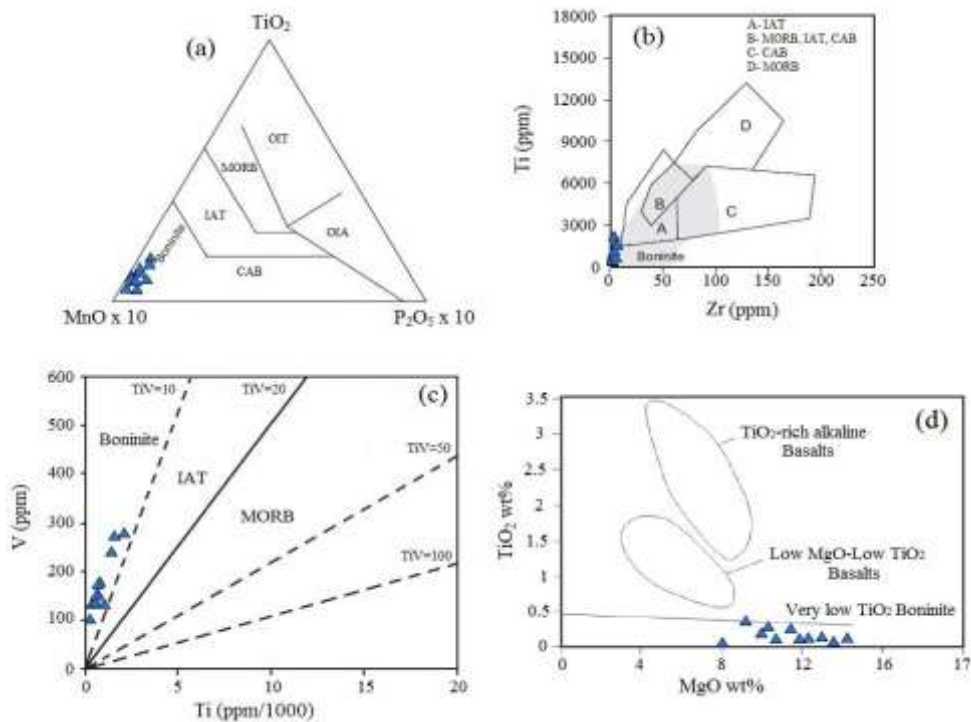 (a)
TiO2
OIT
MORB
IAT
OIA
Boninite
CAB
MnO x 10
P2O5 x 10
(b)
A- IAT
B- MORB, IAT, CAB
C- CAB
D- MORB
Ti (ppm)
18000
15000
12000
9000
6000
3000
0
D
B
C
A
Boninite
0 50 100 150 200 250
Zr (ppm)
(c)
V (ppm)
600
500
400
300
200
100
0
TiV=10
TiV=20
TiV=50
TiV=100
Boninite
IAT
MORB
0 5 10 15 20
Ti (ppm/1000)
(d)
TiO2 wt%
3.5
3
2.5
2
1.5
1
0.5
0
TiO2-rich alkaline
Basalts
Low MgO-Low TiO2
Basalts
Very low TiO2 Boninite
0 4 8 12 16 17
MgO wt%